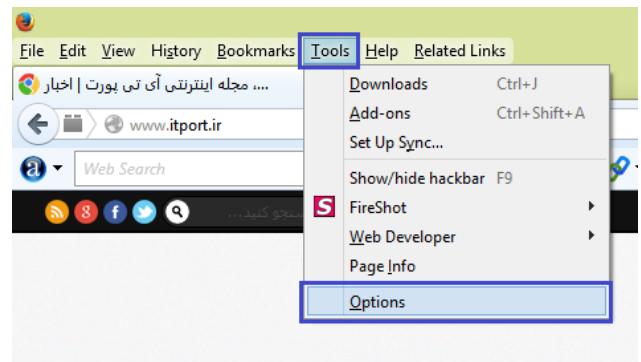 File Edit View History Bookmarks Tools Help Related Links
مجله اینترنتی آی تی پورت | اخبار ،...
Downloads Ctrl+J
www.itport.ir
Add-ons Ctrl+Shift+A
Set Up Sync...
Web Search
Show/hide hackbar F9
FireShot
Web Developer
Page Info
Options